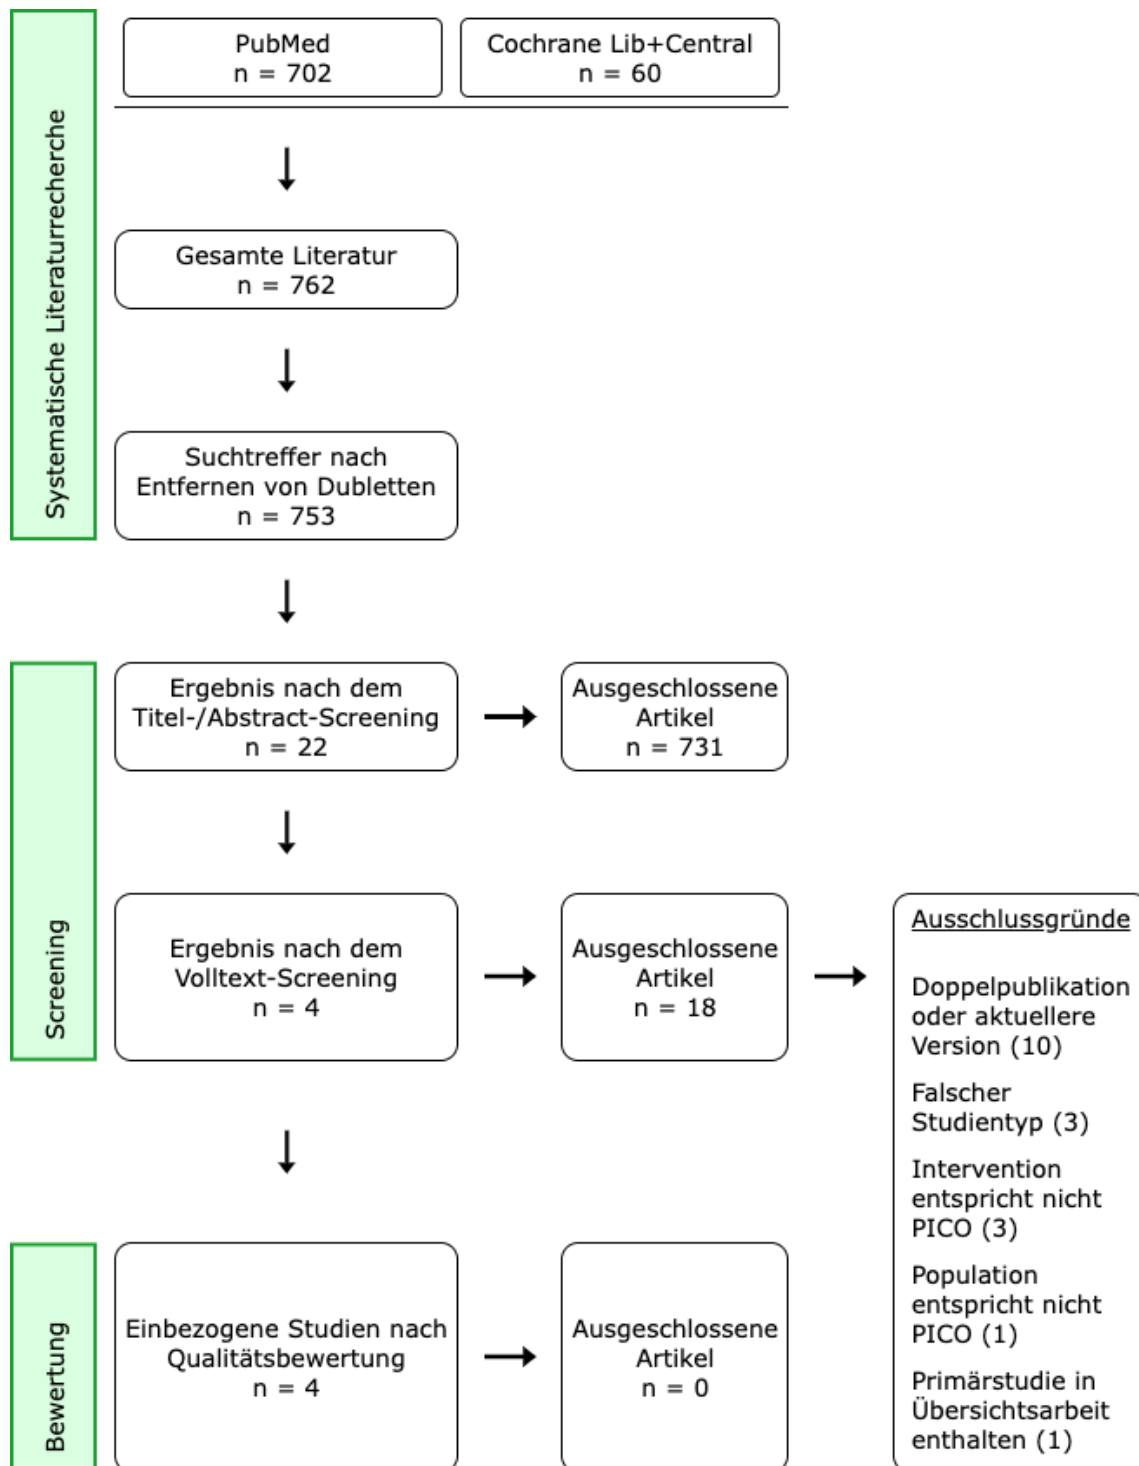 Systematische Literaturrecherche
PubMed
n = 702
Cochrane Lib+Central
n = 60
Gesamte Literatur
n = 762
Suchtreffer nach
Entfernen von Dubletten
n = 753
Screening
Ergebnis nach dem
Titel-/Abstract-Screening
n = 22
Ausgeschlossene
Artikel
n = 731
Ergebnis nach dem
Volltext-Screening
n = 4
Ausgeschlossene
Artikel
n = 18
Ausschlussgründe
Doppelpublikation
oder aktuellere
Version (10)
Falscher
Studientyp (3)
Intervention
entspricht nicht
PICO (3)
Population
entspricht nicht
PICO (1)
Primärstudie in
Übersichtsarbeit
enthalten (1)
Bewertung
Einbezogene Studien nach
Qualitätsbewertung
n = 4
Ausgeschlossene
Artikel
n = 0